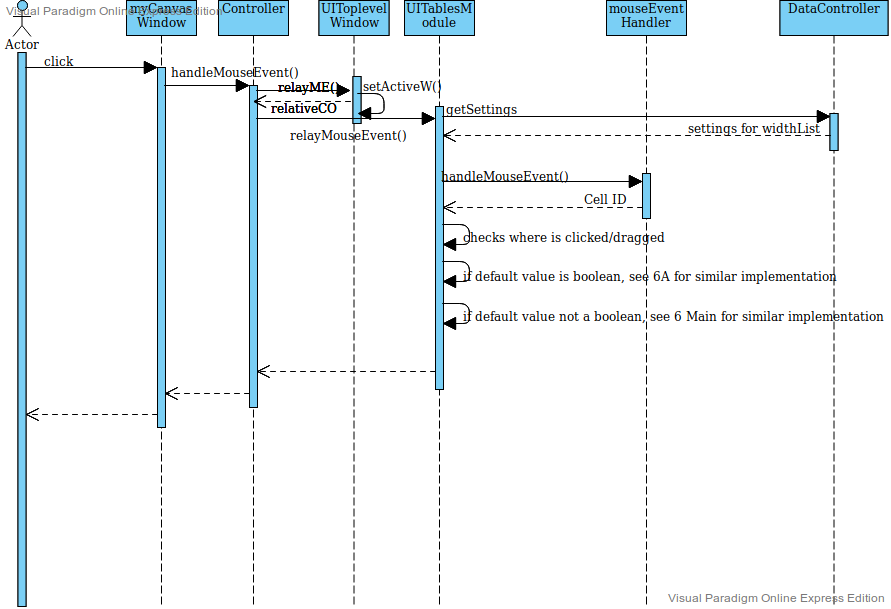 Visual Paradigm Online Express Edition
myCanvas
Window
Controller
UIToplevel
Window
UITablesM
odule
mouseEvent
Handler
DataController
Actor
click
handleMouseEvent()
relayME()
setActiveW()
relativeCO
relayMouseEvent()
getSettings
settings for widthList
handleMouseEvent()
Cell ID
checks where is clicked/dragged
if default value is boolean, see 6A for similar implementation
if default value not a boolean, see 6 Main for similar implementation
Visual Paradigm Online Express Edition